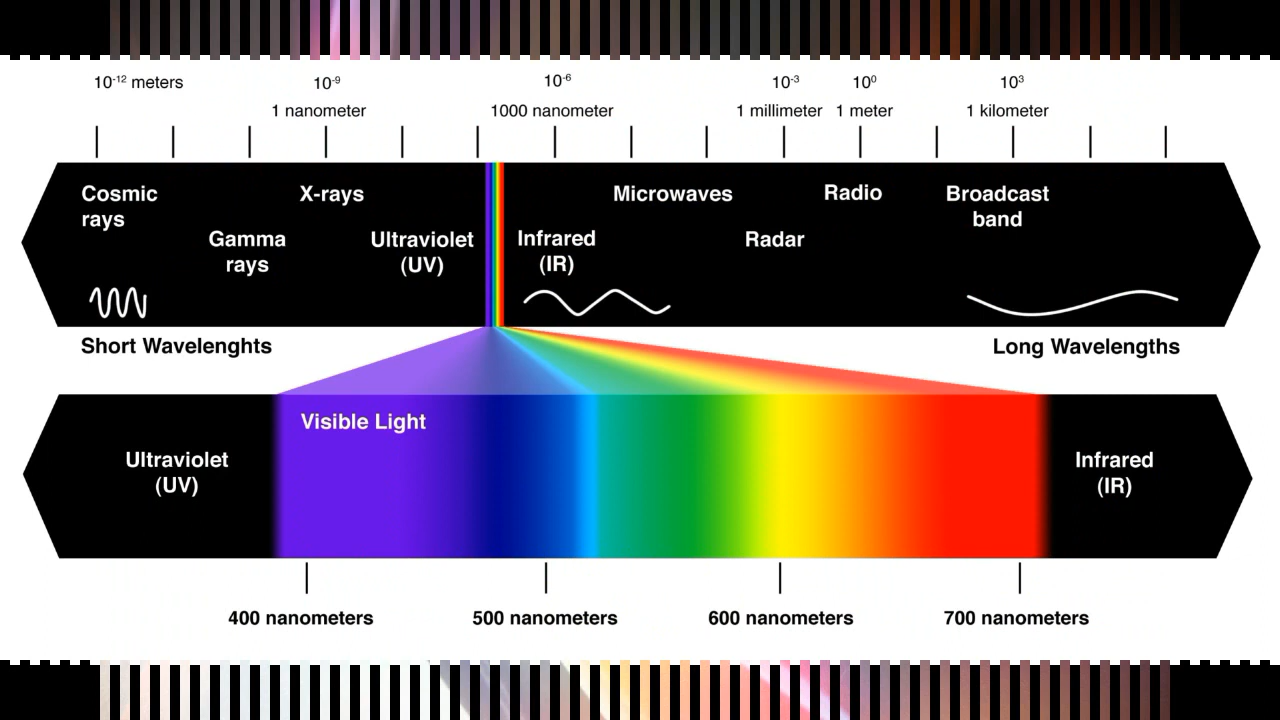 10⁻¹² meters
10⁻⁹
10⁻⁶
10⁻³
10⁰
10³
1 nanometer
1000 nanometer
1 millimeter
1 meter
1 kilometer
Cosmic
rays
X-rays
Microwaves
Radio
Broadcast
band
Gamma
rays
Ultraviolet
(UV)
Infrared
(IR)
Radar
Short Wavelenghts
Long Wavelengths
Visible Light
Ultraviolet
(UV)
Infrared
(IR)
400 nanometers
500 nanometers
600 nanometers
700 nanometers